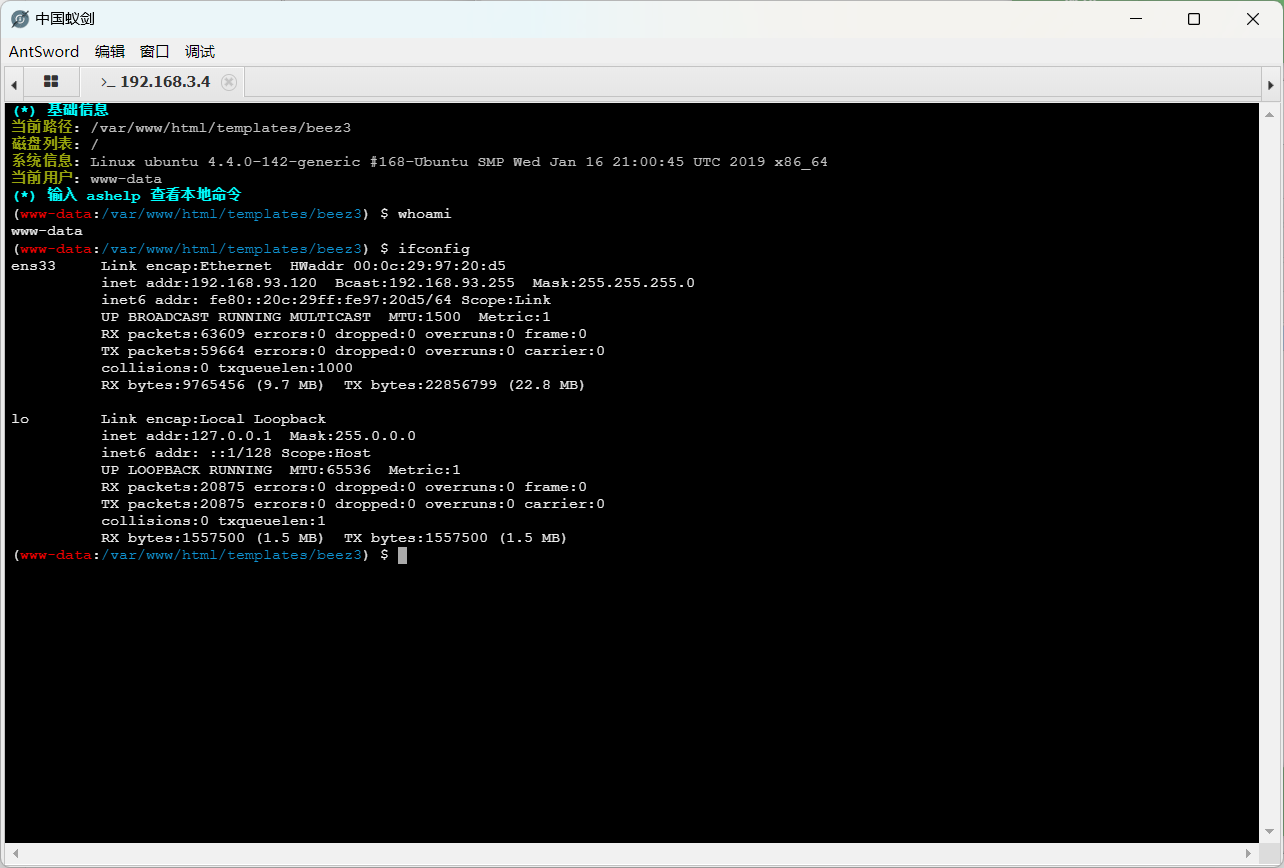 中国蚁剑
AntSword 编辑 窗口 调试
>_ 192.168.3.4
(*) 基础信息
当前路径: /var/www/html/templates/beez3
磁盘列表: /
系统信息: Linux ubuntu 4.4.0-142-generic #168-Ubuntu SMP Wed Jan 16 21:00:45 UTC 2019 x86_64
当前用户: www-data
(*) 输入 ashelp 查看本地命令
(www-data:/var/www/html/templates/beez3) $ whoami
www-data
(www-data:/var/www/html/templates/beez3) $ ifconfig
ens33     Link encap:Ethernet  HWaddr 00:0c:29:97:20:d5
          inet addr:192.168.93.120  Bcast:192.168.93.255  Mask:255.255.255.0
          inet6 addr: fe80::20c:29ff:fe97:20d5/64 Scope:Link
          UP BROADCAST RUNNING MULTICAST  MTU:1500  Metric:1
          RX packets:63609 errors:0 dropped:0 overruns:0 frame:0
          TX packets:59664 errors:0 dropped:0 overruns:0 carrier:0
          collisions:0 txqueuelen:1000
          RX bytes:9765456 (9.7 MB)  TX bytes:22856799 (22.8 MB)
lo        Link encap:Local Loopback
          inet addr:127.0.0.1  Mask:255.0.0.0
          inet6 addr: ::1/128 Scope:Host
          UP LOOPBACK RUNNING  MTU:65536  Metric:1
          RX packets:20875 errors:0 dropped:0 overruns:0 frame:0
          TX packets:20875 errors:0 dropped:0 overruns:0 carrier:0
          collisions:0 txqueuelen:1
          RX bytes:1557500 (1.5 MB)  TX bytes:1557500 (1.5 MB)
(www-data:/var/www/html/templates/beez3) $